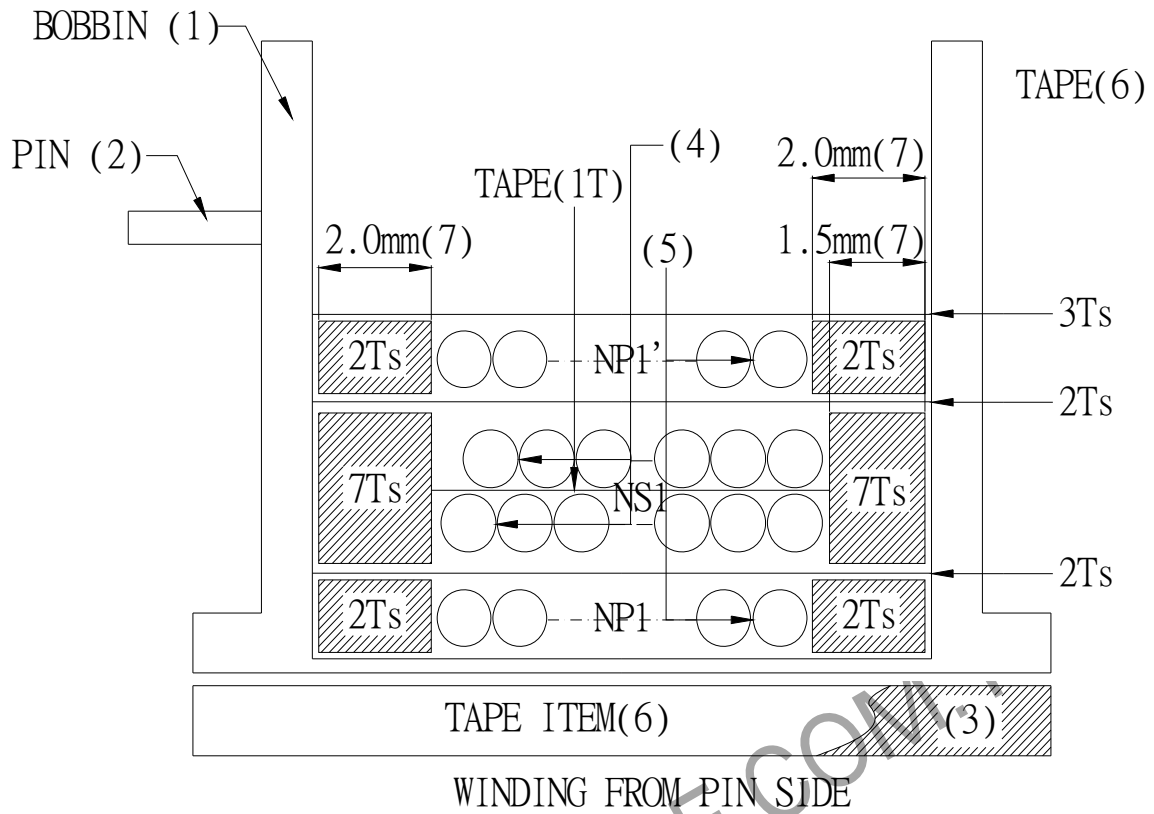 BOBBIN (1)
TAPE(6)
PIN (2)
(4)
2.0mm(7)
TAPE(1T)
2.0mm(7)
(5)
1.5mm(7)
3Ts
2Ts
NP1’
2Ts
2Ts
7Ts
NS1
7Ts
2Ts
2Ts
NP1
2Ts
TAPE ITEM(6)
(3)
WINDING FROM PIN SIDE